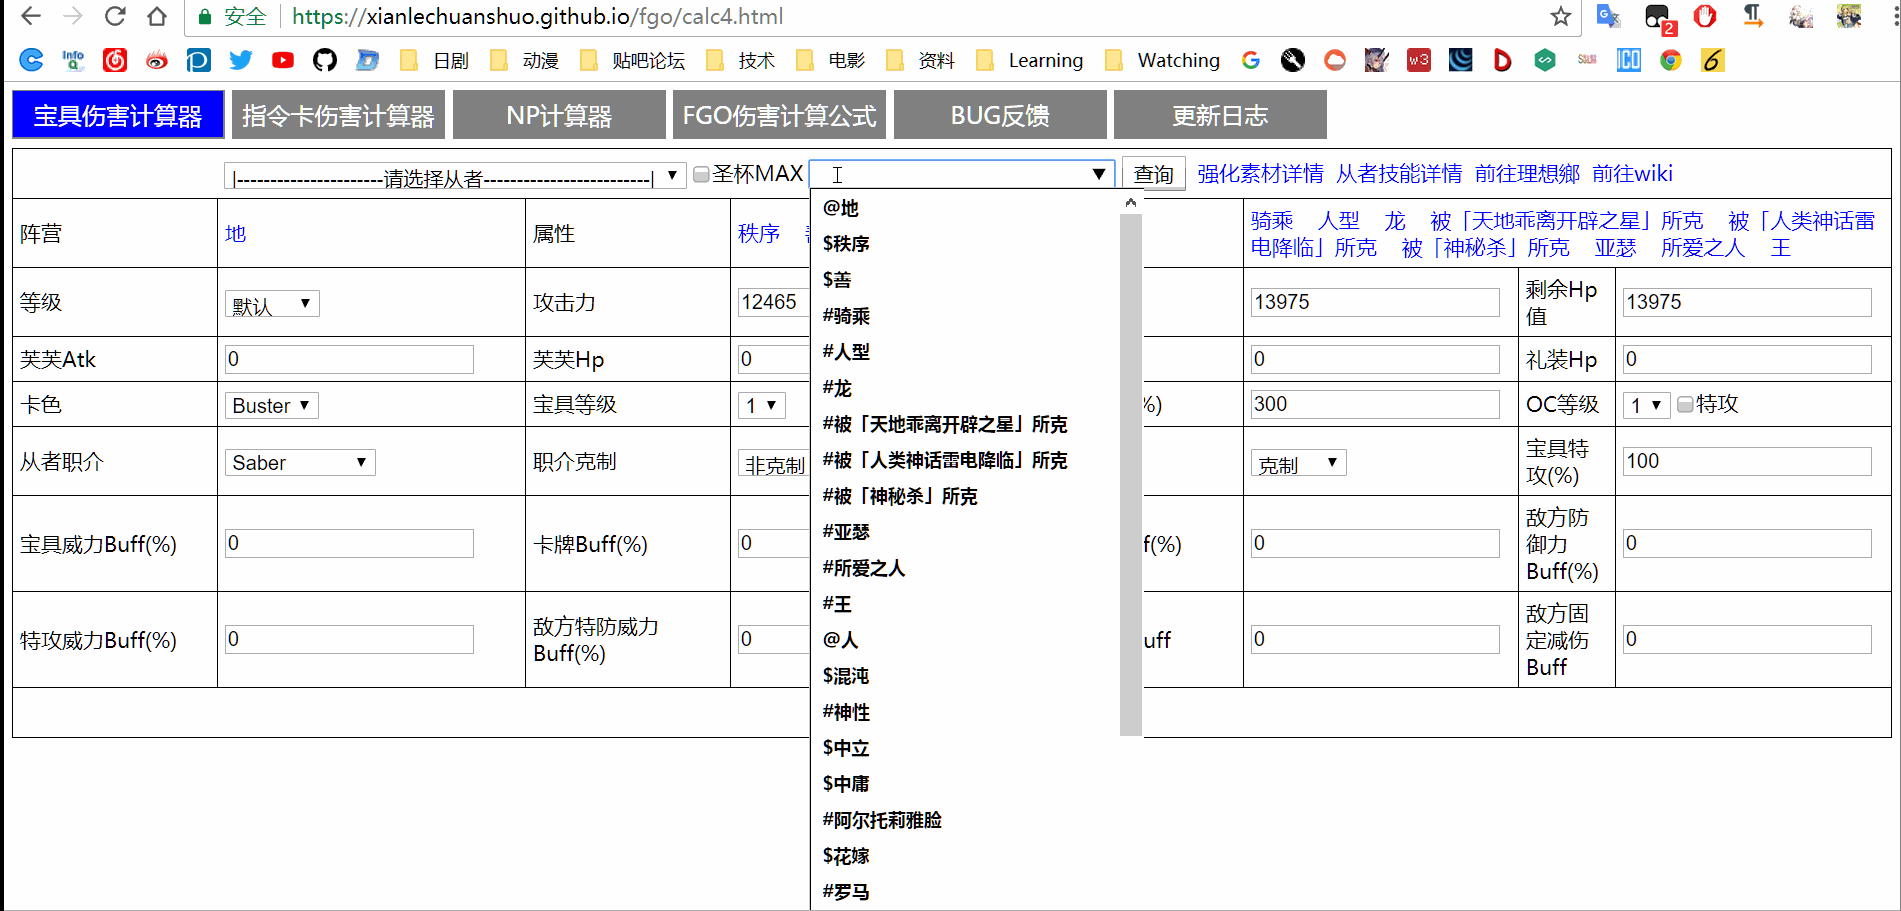 安全 https://xianlechuanshuo.github.io/fgo/calc4.html
2
日剧 动漫 贴吧论坛 技术 电影 资料 Learning Watching
宝具伤害计算器 指令卡伤害计算器 NP计算器 FGO伤害计算公式 BUG反馈 更新日志
|----------------------请选择从者-------------------------| 圣杯MAX 查询 强化素材详情 从者技能详情 前往理想鄉 前往wiki
阵营 地 属性 秩序 骑乘 人型 龙 被「天地乖离开辟之星」所克 被「人类神话雷
电降临」所克 被「神秘杀」所克 亚瑟 所爱之人 王
等级 默认 攻击力 12465 13975 剩余Hp
值 13975
芙芙Atk 0 芙芙Hp 0 0 礼装Hp 0
卡色 Buster 宝具等级 1 %) 300 OC等级 1 特攻
从者职介 Saber 职介克制 非克制 克制 宝具特
攻(%) 100
宝具威力Buff(%) 0 卡牌Buff(%) 0 f(%) 0 敌方防
御力
Buff(%) 0
特攻威力Buff(%) 0 敌方特防威力
Buff(%) 0 uff 0 敌方固
定减伤
Buff 0
@地
$秩序
$善
#骑乘
#人型
#龙
#被「天地乖离开辟之星」所克
#被「人类神话雷电降临」所克
#被「神秘杀」所克
#亚瑟
#所爱之人
#王
@人
$混沌
#神性
$中立
$中庸
#阿尔托莉雅脸
$花嫁
#罗马